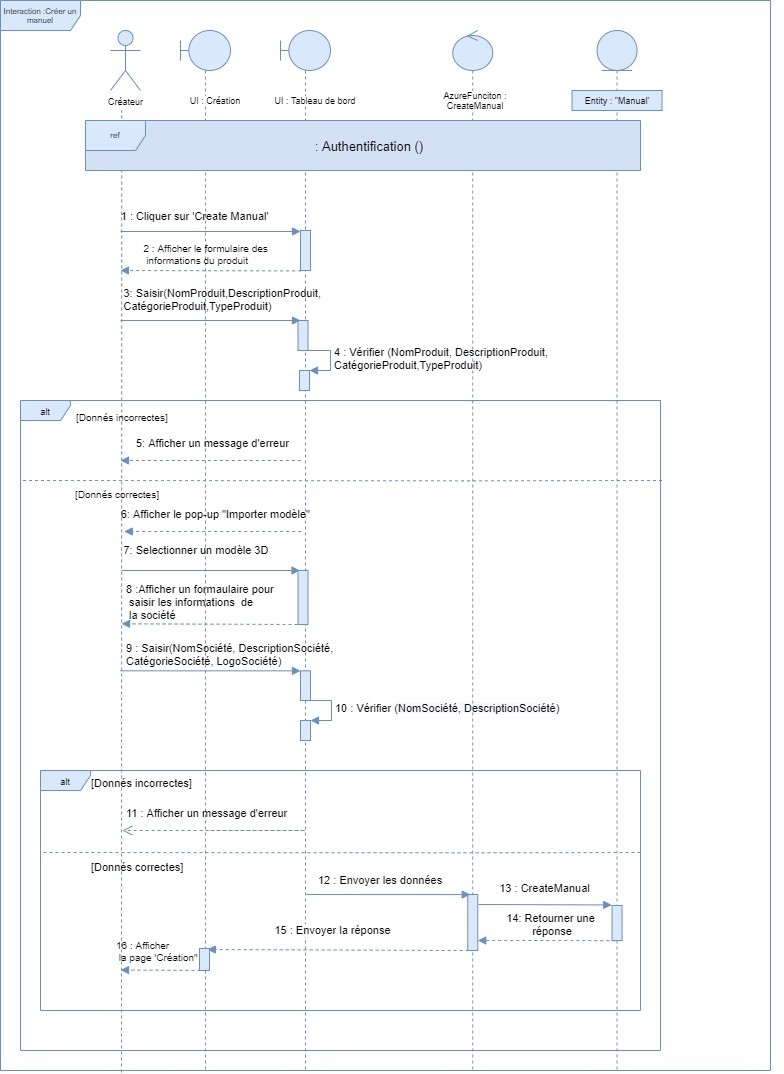 Interaction :Créer un
manuel
Créateur
UI : Création
UI : Tableau de bord
AzureFunciton :
CreateManual
Entity : "Manual'
ref
: Authentification ()
1 : Cliquer sur 'Create Manual'
2 : Afficher le formulaire des
informations du produit
3: Saisir(NomProduit,DescriptionProduit,
CatégorieProduit,TypeProduit)
4 : Vérifier (NomProduit, DescriptionProduit,
CatégorieProduit,TypeProduit)
alt
[Donnés incorrectes]
5: Afficher un message d'erreur
[Donnés correctes]
6: Afficher le pop-up "Importer modèle"
7: Selectionner un modèle 3D
8 :Afficher un formaulaire pour
saisir les informations de
la société
9 : Saisir(NomSociété, DescriptionSociété,
CatégorieSociété, LogoSociété)
10 : Vérifier (NomSociété, DescriptionSociété)
alt
[Donnés incorrectes]
11 : Afficher un message d'erreur
[Donnés correctes]
12 : Envoyer les données
13 : CreateManual
14: Retourner une
réponse
15 : Envoyer la réponse
16 : Afficher
la page 'Création"